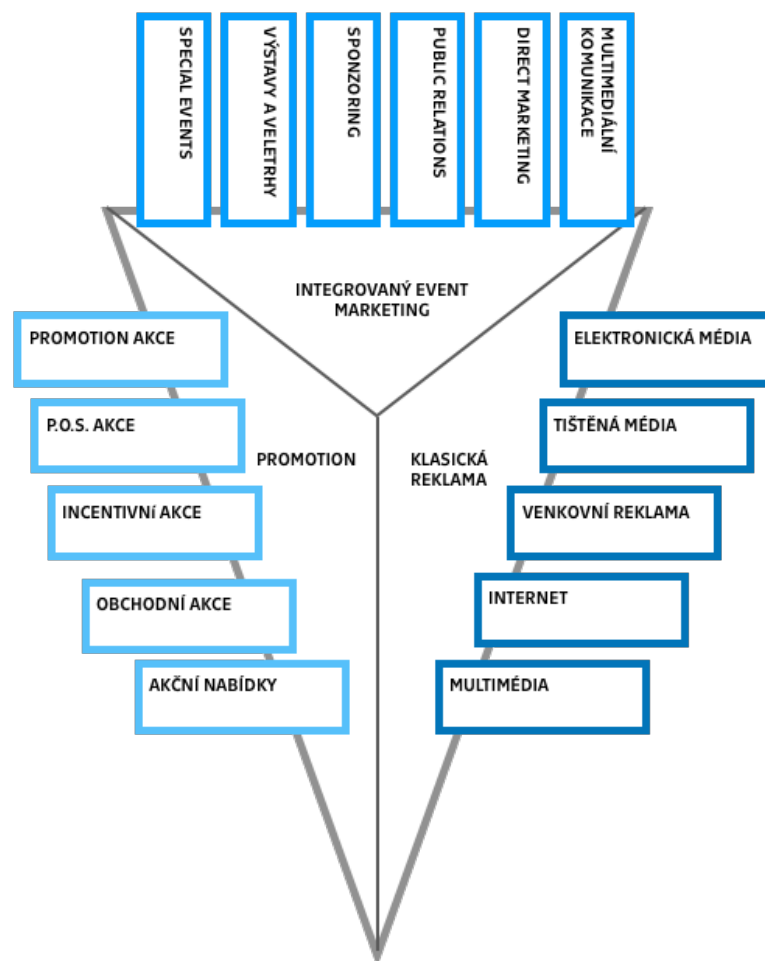 SPECIAL EVENTS
VÝSTAVY A VELETRHY
SPONZORING
PUBLIC RELATIONS
DIRECT MARKETING
MULTIMEDIÁLNÍ
KOMUNIKACE
INTEGROVANÝ EVENT
MARKETING
PROMOTION AKCE
P.O.S. AKCE
INCENTIVNí AKCE
OBCHODNÍ AKCE
AKČNÍ NABÍDKY
PROMOTION
KLASICKÁ
REKLAMA
ELEKTRONICKÁ MÉDIA
TIŠTĚNÁ MÉDIA
VENKOVNÍ REKLAMA
INTERNET
MULTIMÉDIA